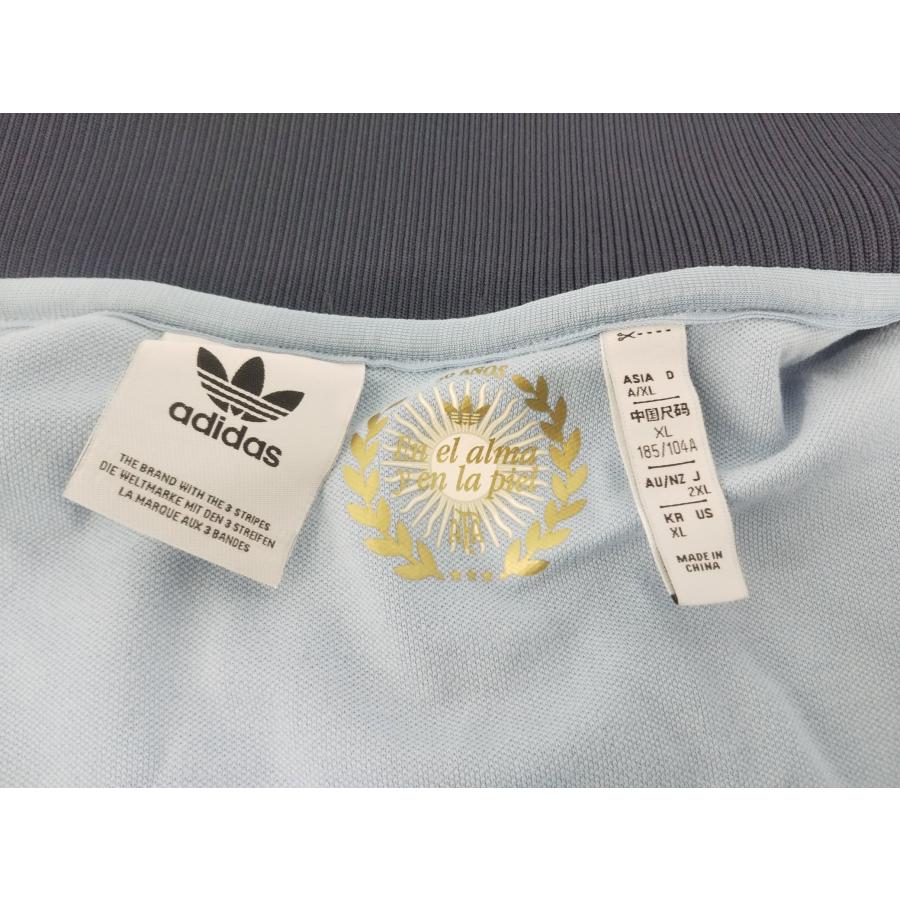 adidas
THE BRAND WITH THE 3 STRIPES
DIE WELTMARKE MIT DEN 3 STREIFEN
LA MARQUE AUX 3 BANDES
AÑOS
En el alma
y en la piel
AFA
ASIA D
A/XL
中国尺码
XL
185/104A
AU/NZ J
2XL
KR US
XL
MADE IN
CHINA